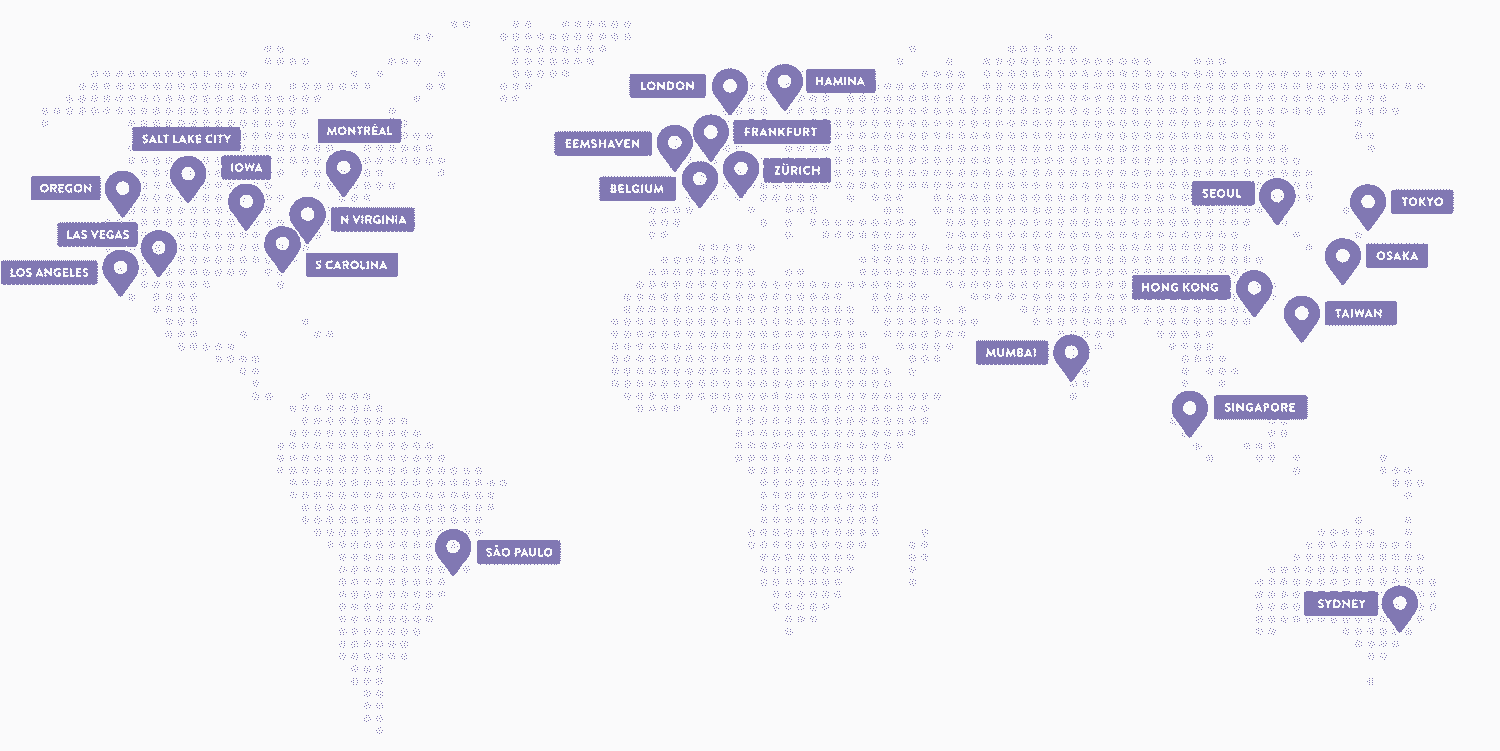 LONDON
HAMINA
MONTRÉAL
FRANKFURT
SALT LAKE CITY
EEMSHAVEN
IOWA
ZÜRICH
OREGON
BELGIUM
SEOUL
TOKYO
N VIRGINIA
LAS VEGAS
OSAKA
S CAROLINA
LOS ANGELES
HONG KONG
TAIWAN
MUMBAI
SINGAPORE
SÃO PAULO
SYDNEY